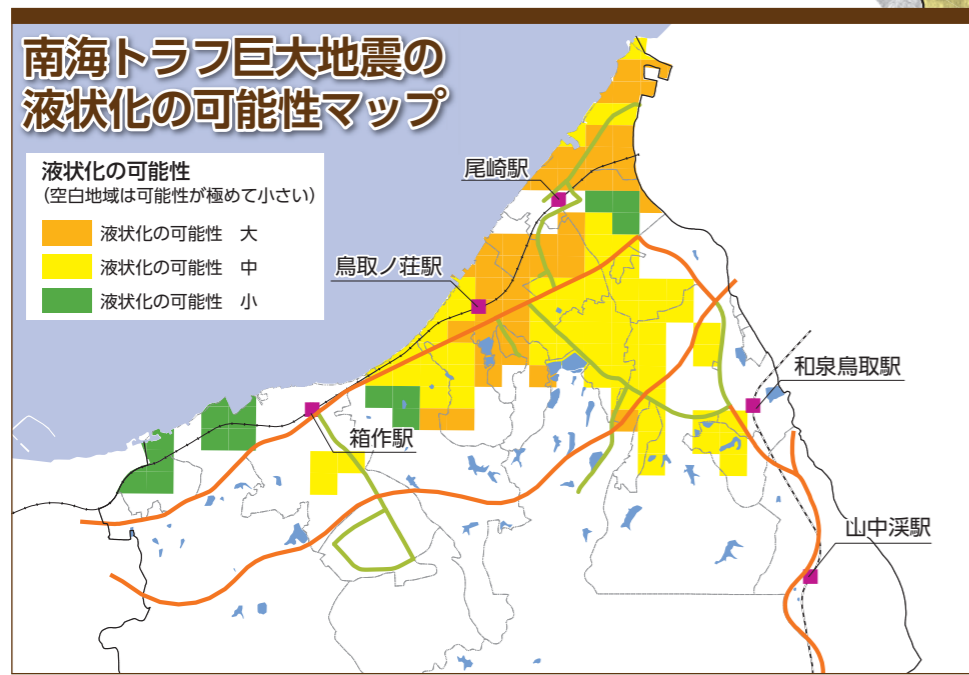 南海トラフ巨大地震の
液状化の可能性マップ
液状化の可能性
(空白地域は可能性が極めて小さい)
液状化の可能性　大
液状化の可能性　中
液状化の可能性　小
尾崎駅
鳥取ノ荘駅
和泉鳥取駅
箱作駅
山中渓駅